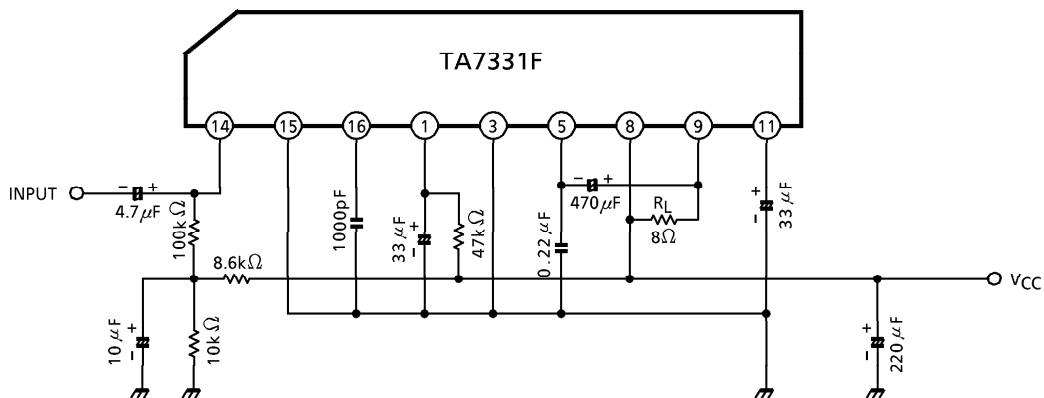 TA7331F
14 15 16 1 3 5 8 9 11
INPUT
− +
4.7μF
100kΩ
1000pF
+
−
33μF
47kΩ
− +
470μF
RL
8Ω
0.22μF
+
−
33μF
8.6kΩ
VCC
10μF
+
−
10kΩ
+
−
220μF